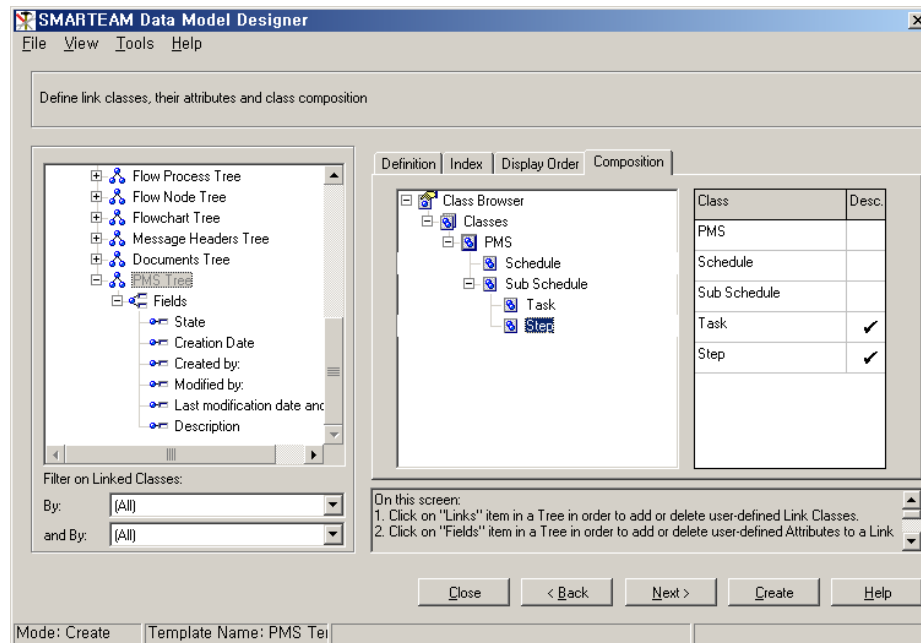 SMARTEAM Data Model Designer
File View Tools Help
Define link classes, their attributes and class composition
Flow Process Tree
Flow Node Tree
Flowchart Tree
Message Headers Tree
Documents Tree
PMS Tree
Fields
State
Creation Date
Created by:
Modified by:
Last modification date and
Description
Filter on Linked Classes:
By: (All)
and By: (All)
Definition Index Display Order Composition
Class Browser
Classes
PMS
Schedule
Sub Schedule
Task
Step
Class Desc.
PMS
Schedule
Sub Schedule
Task
Step
On this screen:
1. Click on "Links" item in a Tree in order to add or delete user-defined Link Classes.
2. Click on "Fields" item in a Tree in order to add or delete user-defined Attributes to a Link
Close < Back Next > Create Help
Mode: Create Template Name: PMS Ter